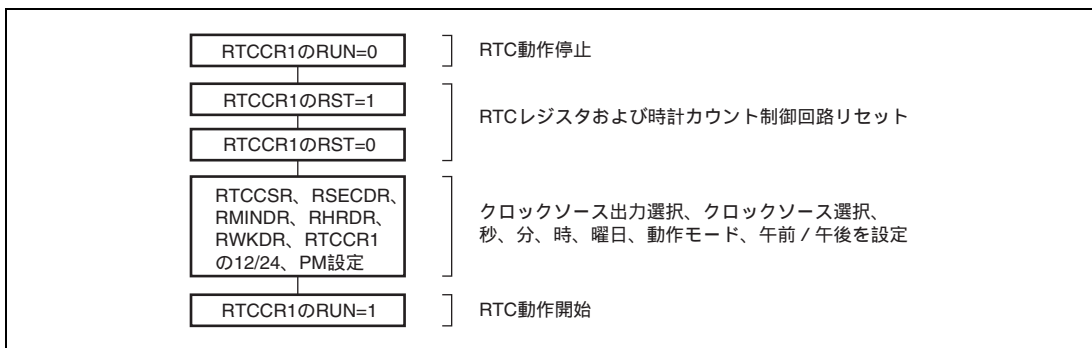 RTCCR1のRUN=0
RTC動作停止
RTCCR1のRST=1
RTCCR1のRST=0
RTCレジスタおよび時計カウント制御回路リセット
RTCCSR、RSECDR、
RMINDR、RHRDR、
RWKDR、RTCCR1
の12/24、PM設定
クロックソース出力選択、クロックソース選択、
秒、分、時、曜日、動作モード、午前 / 午後を設定
RTCCR1のRUN=1
RTC動作開始